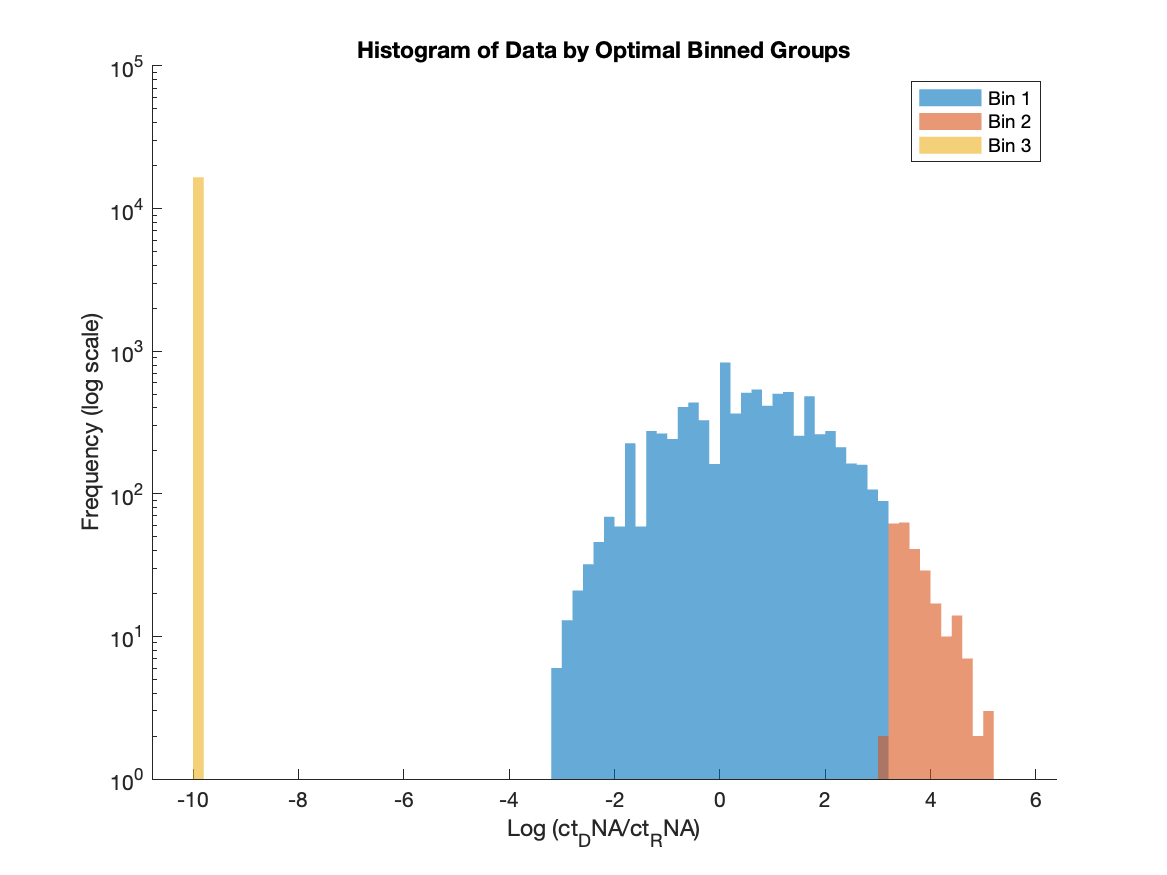 Histogram of Data by Optimal Binned Groups
Bin 1
Bin 2
Bin 3
Frequency (log scale)
10^5
10^4
10^3
10^2
10^1
10^0
-10 -8 -6 -4 -2 0 2 4 6
Log (ct_DNA/ct_RNA)